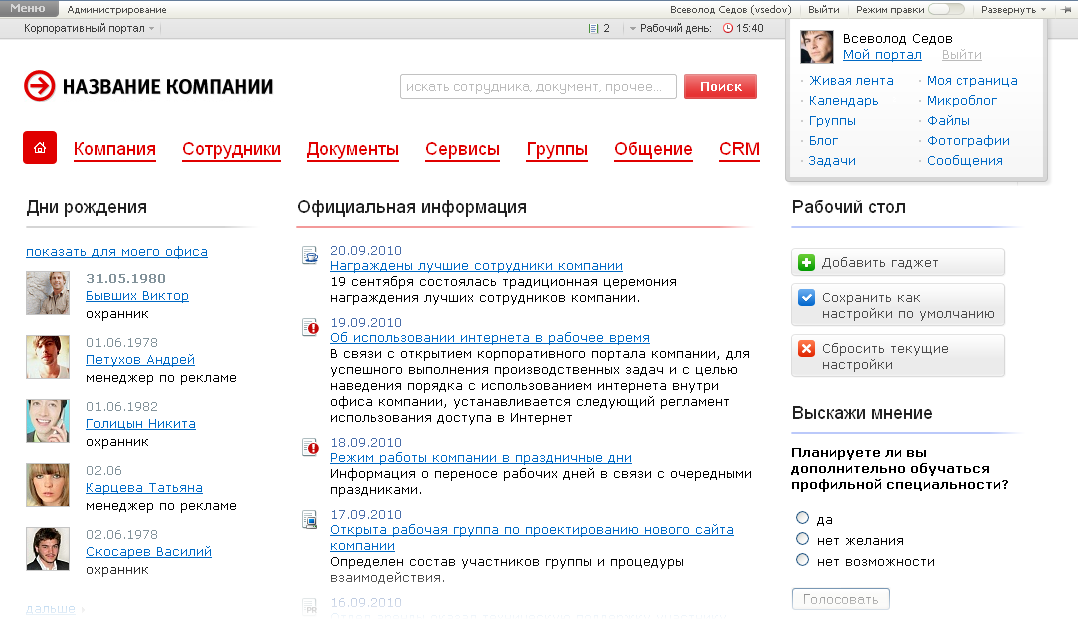 Меню
Администрирование
Всеволод Седов (vsedov)
Выйти
Режим правки
Развернуть
Корпоративный портал
2
Рабочий день:
15:40
Всеволод Седов
Мой портал
Выйти
Живая лента
Моя страница
Календарь
Микроблог
Группы
Файлы
Блог
Фотографии
Задачи
Сообщения
НАЗВАНИЕ КОМПАНИИ
искать сотрудника, документ, прочее...
Поиск
Компания
Сотрудники
Документы
Сервисы
Группы
Общение
CRM
Дни рождения
показать для моего офиса
31.05.1980
Бывших Виктор
охранник
01.06.1978
Петухов Андрей
менеджер по рекламе
01.06.1982
Голицын Никита
охранник
02.06
Карцева Татьяна
менеджер по рекламе
02.06.1978
Скосарев Василий
охранник
дальше
Официальная информация
20.09.2010
Награждены лучшие сотрудники компании
19 сентября состоялась традиционная церемония
награждения лучших сотрудников компании.
19.09.2010
Об использовании интернета в рабочее время
В связи с открытием корпоративного портала компании, для
успешного выполнения производственных задач и с целью
наведения порядка с использованием интернета внутри
офиса компании, устанавливается следующий регламент
использования доступа в Интернет
18.09.2010
Режим работы компании в праздничные дни
Информация о переносе рабочих дней в связи с очередными
праздниками.
17.09.2010
Открыта рабочая группа по проектированию нового сайта
компании
Определен состав участников группы и процедуры
взаимодействия.
PR
16.09.2010
Рабочий стол
Добавить гаджет
Сохранить как
настройки по умолчанию
Сбросить текущие
настройки
Выскажи мнение
Планируете ли вы
дополнительно обучаться
профильной специальности?
да
нет желания
нет возможности
Голосовать